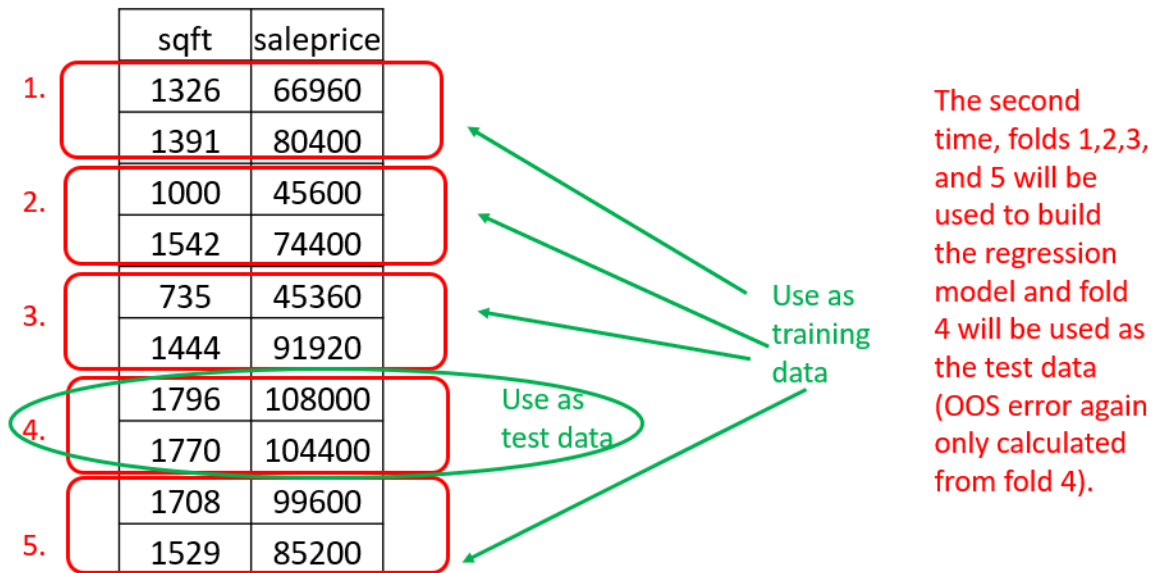 sqft saleprice
1. 1326 66960
1391 80400
2. 1000 45600
1542 74400
3. 735 45360
1444 91920
4. 1796 108000
1770 104400
5. 1708 99600
1529 85200
Use as
test data
Use as
training
data
The second
time, folds 1,2,3,
and 5 will be
used to build
the regression
model and fold
4 will be used as
the test data
(OOS error again
only calculated
from fold 4).